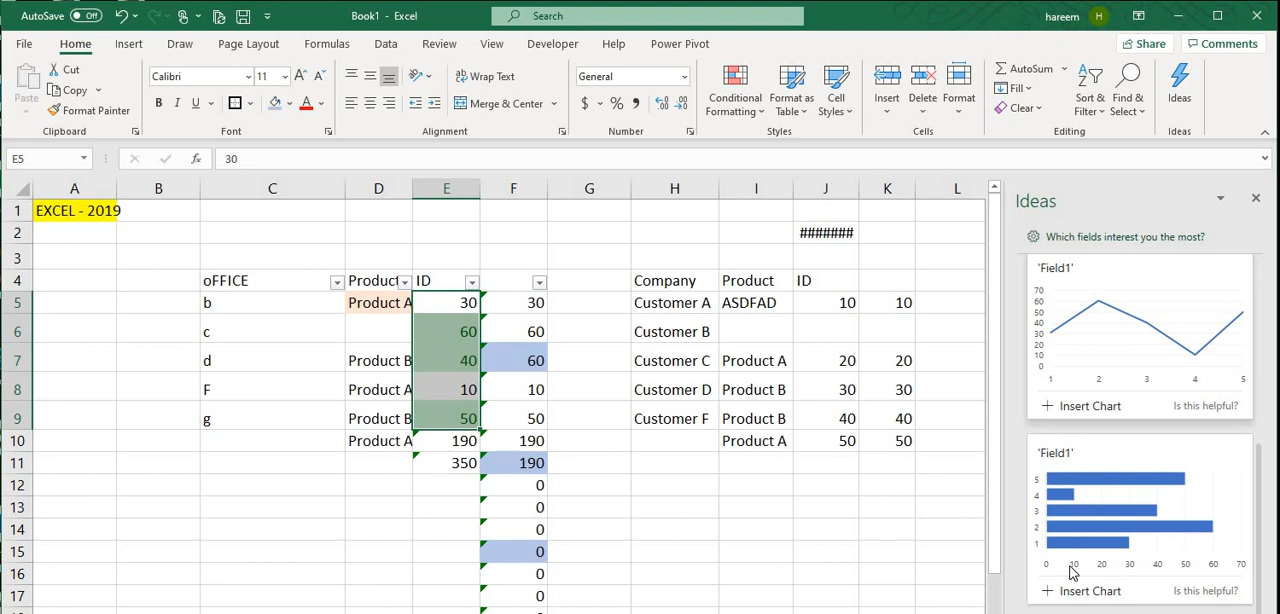 AutoSave Off Book1 - Excel Search hareem H
File Home Insert Draw Page Layout Formulas Data Review View Developer Help Power Pivot Share Comments
Paste Cut Copy Format Painter
Calibri 11 A A
B I U A
Wrap Text
Merge & Center
General
$ % 9
Conditional Formatting Format as Table Cell Styles
Insert Delete Format
AutoSum Fill Clear
Sort & Filter Find & Select
Ideas
Clipboard Font Alignment Number Styles Cells Editing Ideas
E5 fx 30
A B C D E F G H I J K L
1 EXCEL - 2019
2 #######
3
4 oFFICE Product ID Company Product ID
5 b Product A 30 30 Customer A ASDFAD 10 10
6 c 60 60 Customer B
7 d Product B 40 60 Customer C Product A 20 20
8 F Product A 10 10 Customer D Product B 30 30
9 g Product B 50 50 Customer F Product B 40 40
10 Product A 190 190 Product A 50 50
11 350 190
12 0
13 0
14 0
15 0
16 0
17 0
Ideas
Which fields interest you the most?
'Field1'
70
60
50
40
30
20
10
0
1 2 3 4 5
Insert Chart Is this helpful?
'Field1'
5
4
3
2
1
0 10 20 30 40 50 60 70
Insert Chart Is this helpful?